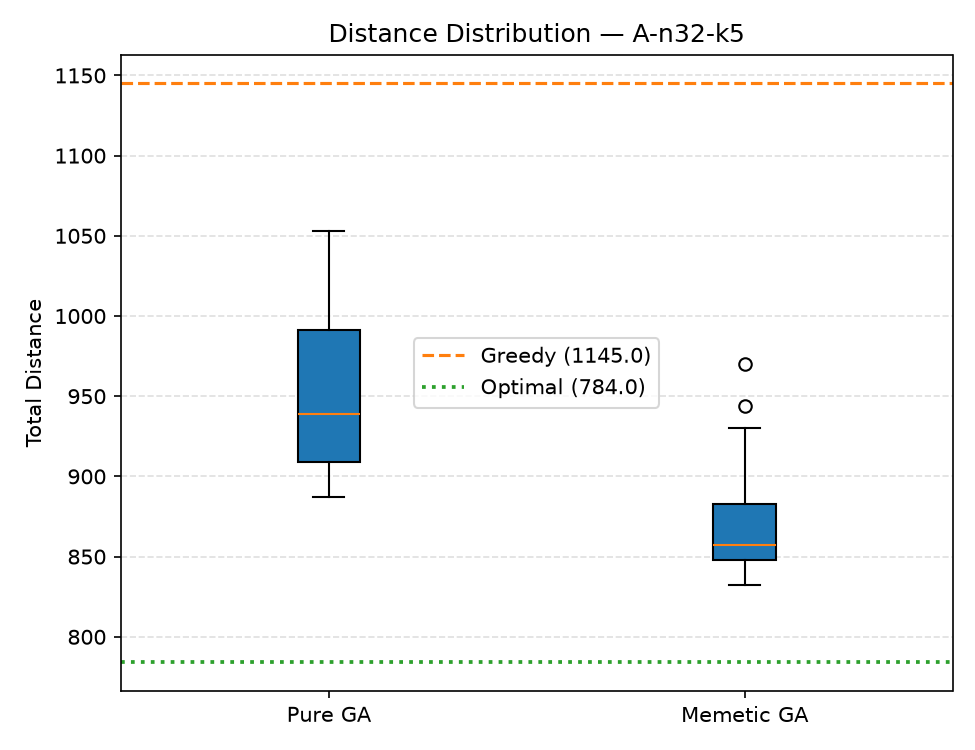 Distance Distribution — A-n32-k5
Total Distance
1150
1100
1050
1000
950
900
850
800
Greedy (1145.0)
Optimal (784.0)
Pure GA
Memetic GA